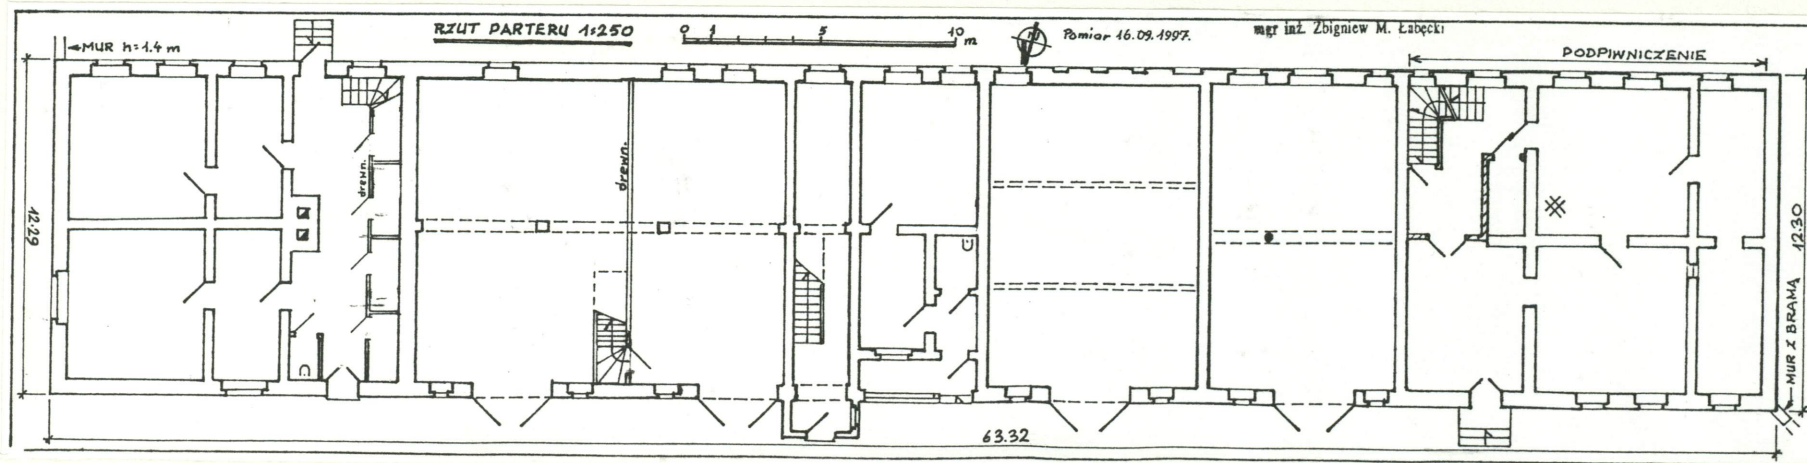 RZUT PARTERU 1:250
0 1 5 10 m
N
Pomiar 16.09.1997.
mgr inż. Zbigniew M. Łabęcki
MUR h=1.4 m
PODPIWNICZENIE
drewn.
drewn.
12.29
12.30
MUR Z BRAMĄ
63.32